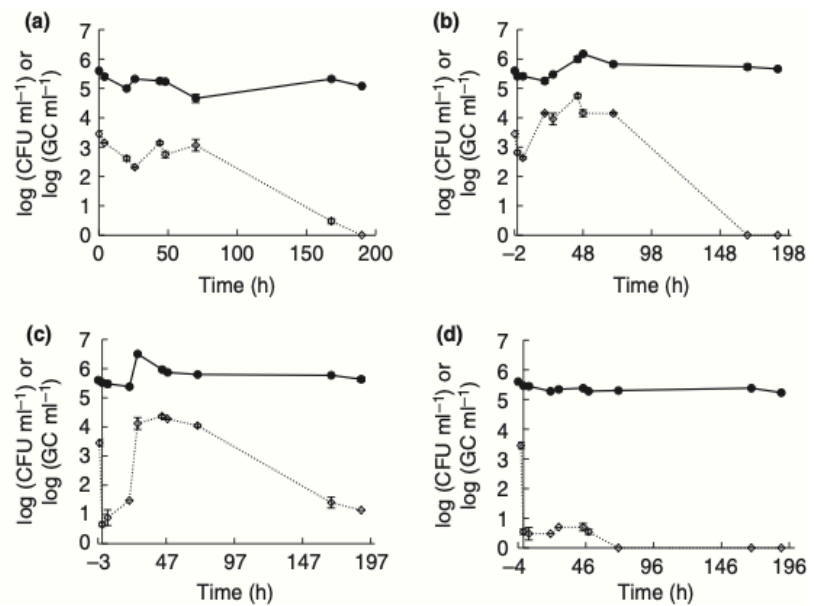 (a)
7
6
5
4
3
2
1
0
log (CFU ml⁻¹) or
log (GC ml⁻¹)
0 50 100 150 200
Time (h)
(b)
7
6
5
4
3
2
1
0
log (CFU ml⁻¹) or
log (GC ml⁻¹)
−2 48 98 148 198
Time (h)
(c)
7
6
5
4
3
2
1
0
log (CFU ml⁻¹) or
log (GC ml⁻¹)
−3 47 97 147 197
Time (h)
(d)
7
6
5
4
3
2
1
0
log (CFU ml⁻¹) or
log (GC ml⁻¹)
−4 46 96 146 196
Time (h)